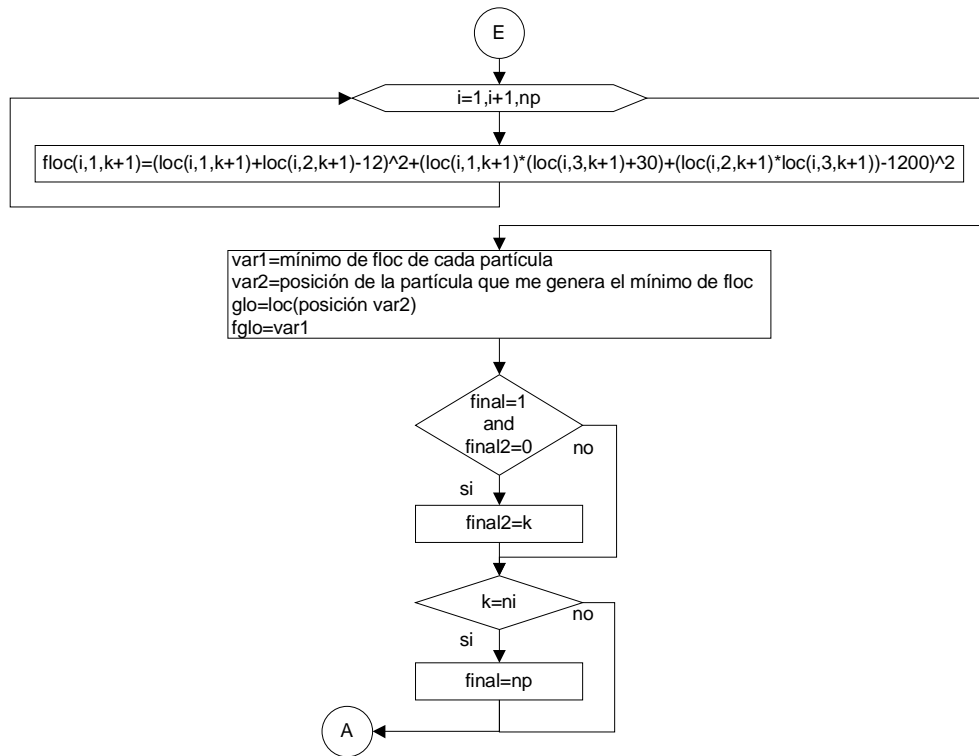 E
i=1,i+1,np
floc(i,1,k+1)=(loc(i,1,k+1)+loc(i,2,k+1)-12)^2+(loc(i,1,k+1)*(loc(i,3,k+1)+30)+(loc(i,2,k+1)*loc(i,3,k+1))-1200)^2
var1=mínimo de floc de cada partícula
var2=posición de la partícula que me genera el mínimo de floc
glo=loc(posición var2)
fglo=var1
final=1
and
final2=0
no
si
final2=k
k=ni
no
si
final=np
A